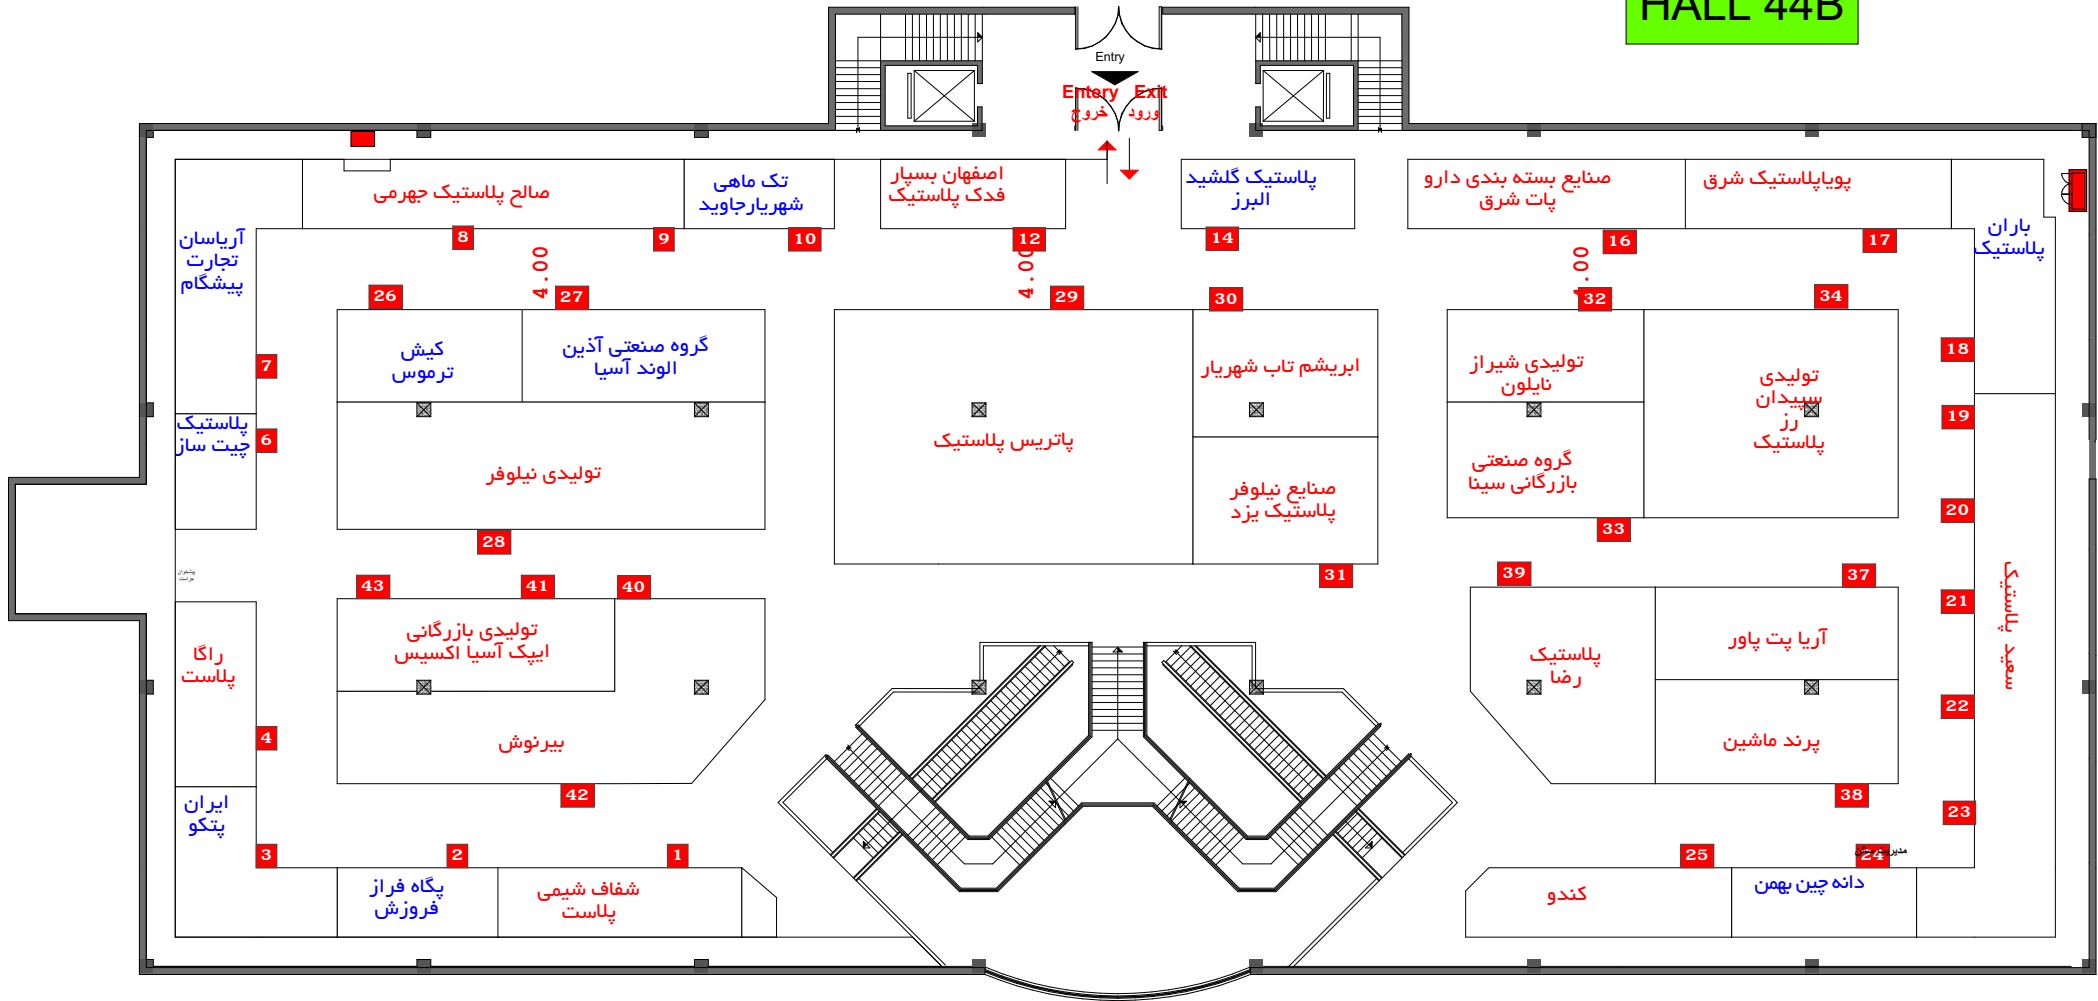 HALL 44B
Entry
Entery Exit
خروج ورود
صالح پلاستیک جهرمی
تک ماهی
شهریارجاوید
اصفهان بسپار
فدک پلاستیک
پلاستیک گلشید
البرز
صنایع بسته بندی دارو
پات شرق
پویاپلاستیک شرق
باران
پلاستیک
آریاسان
تجارت
پیشگام
8
9
10
12
14
16
17
4.00
4.00
4.00
26
27
29
30
32
34
کیش
ترموس
گروه صنعتی آذین
الوند آسیا
ابریشم تاب شهریار
تولیدی شیراز
نایلون
تولیدی
سپیدان
رز
پلاستیک
7
18
پلاستیک
چیت ساز
6
19
تولیدی نیلوفر
پاتریس پلاستیک
صنایع نیلوفر
پلاستیک یزد
گروه صنعتی
بازرگانی سینا
20
28
33
پیشخوان
حراست
43
41
40
31
39
37
21
سعید پلاستیک
راگا
پلاست
تولیدی بازرگانی
ایپک آسیا اکسیس
پلاستیک
رضا
آریا پت پاور
4
22
بیرنوش
پرند ماشین
42
38
23
ایران
پتکو
3
2
1
25
24
پگاه فراز
فروزش
شفاف شیمی
پلاست
کندو
دانه چین بهمن